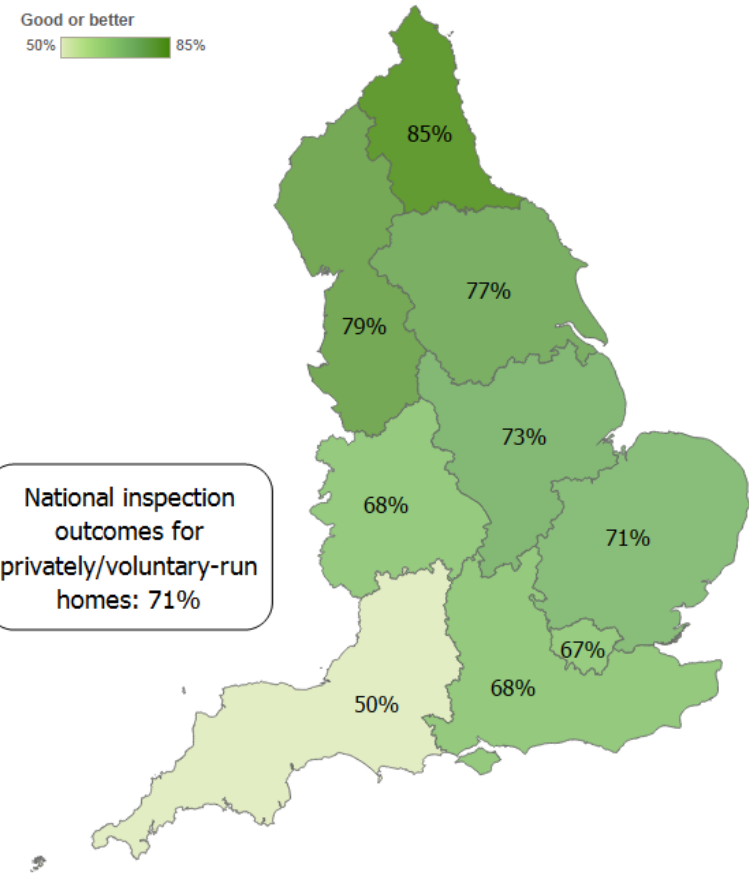 Good or better
50% 85%
85%
77%
79%
73%
68%
71%
67%
68%
50%
National inspection
outcomes for
privately/voluntary-run
homes: 71%